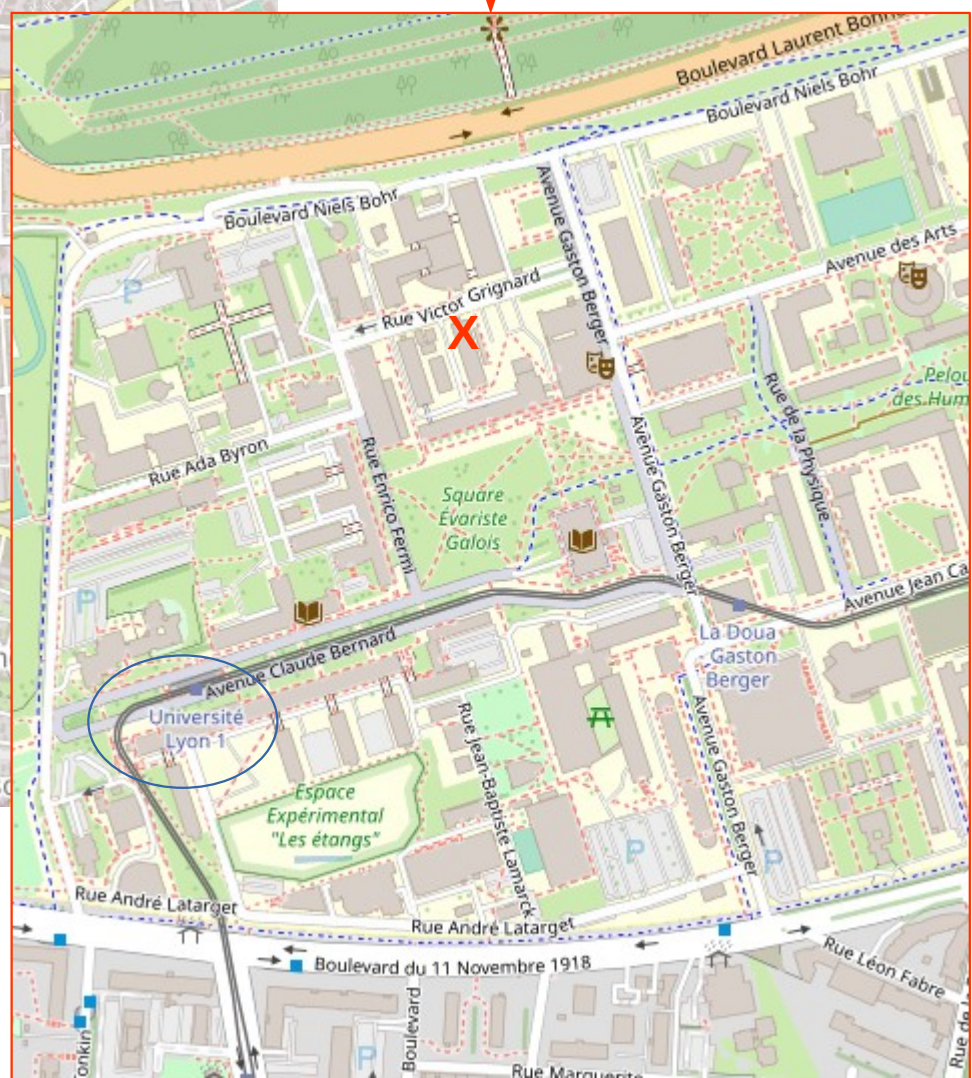 Boulevard Laurent Bonne
Boulevard Niels Bohr
Boulevard Niels Bohr
Avenue Gaston Berger
Avenue des Arts
Rue Victor Grignard
X
P
Pelou
des Hum
Rue de la Physique
Rue Ada Byron
Rue Enrico Fermi
Avenue Gaston Berger
Square
Évariste
Galois
P
Avenue Jean Ca
La Doua
- Gaston
Berger
Avenue Claude Bernard
Université
Lyon 1
Rue Jean-Baptiste Lamarck
Avenue Gaston Berger
Espace
Expérimental
"Les étangs"
P
P
Rue André Latarget
Rue André Latarget
Boulevard du 11 Novembre 1918
Rue Léon Fabre
onkin
Boulevard
P
Rue Marguerite
Rue de